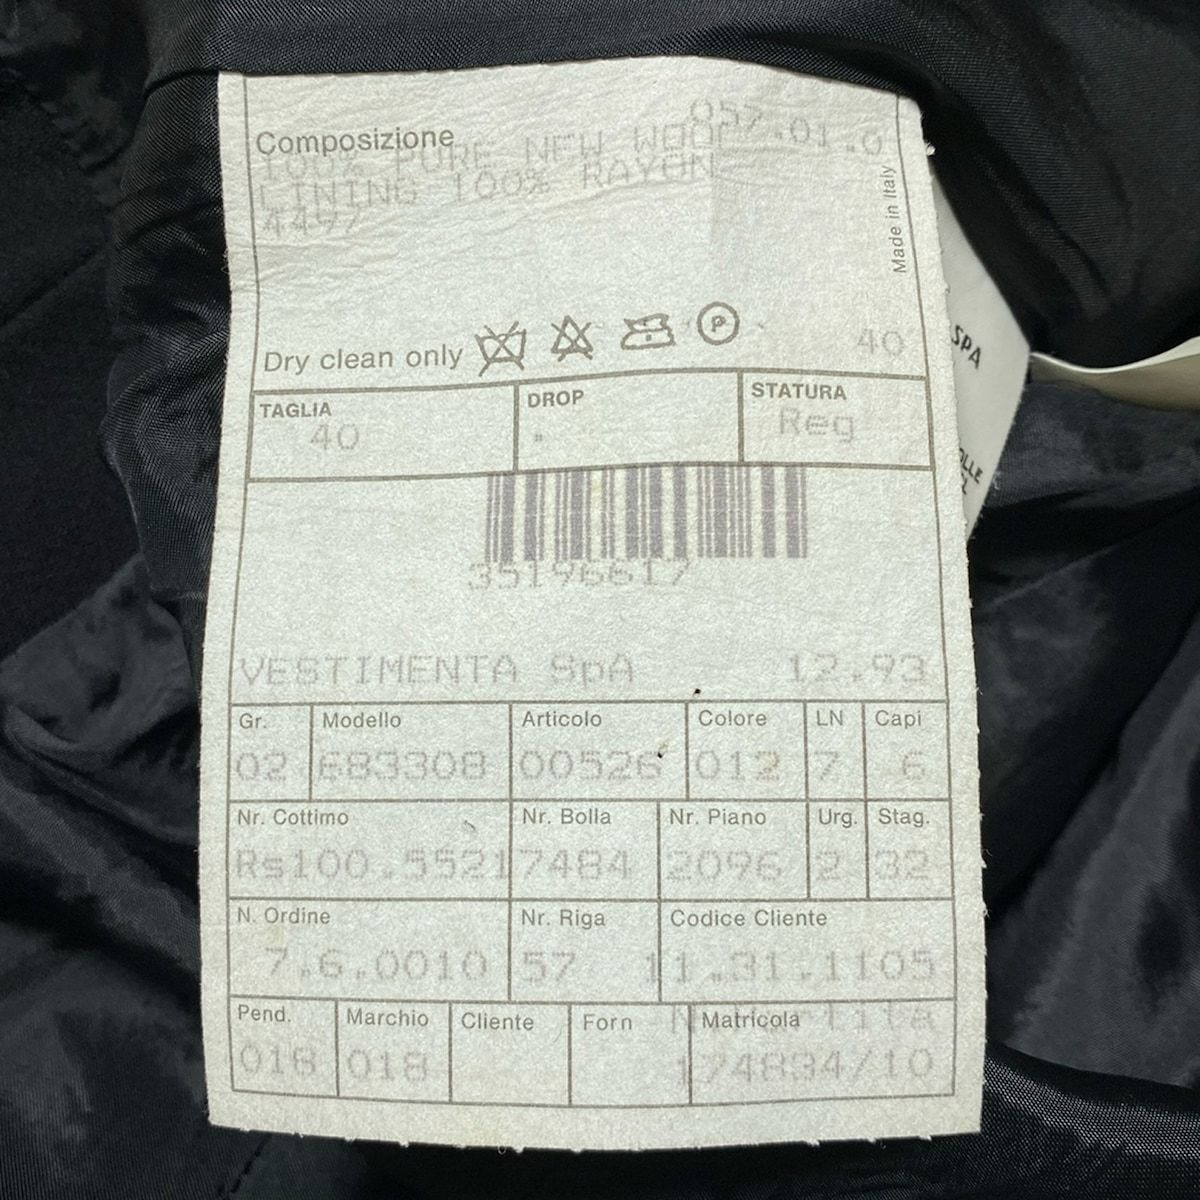 057.01.0
Composizione
100% PURE NEW WOOL
LINING 100% RAYON
4497
Made in Italy
Dry clean only P
40
SPA
TAGLIA DROP STATURA
40 Reg
OLLE
35196617
VESTIMENTA SpA 12.93
Gr. Modello Articolo Colore LN Capi
02 683308 00526 012 7 6
Nr. Cottimo Nr. Bolla Nr. Piano Urg. Stag.
Rs100.55217484 2096 2 32
N. Ordine Nr. Riga Codice Cliente
7.6.0010 57 11.31.1105
Pend. Marchio Cliente Forn Matricola
018 018 174834/10